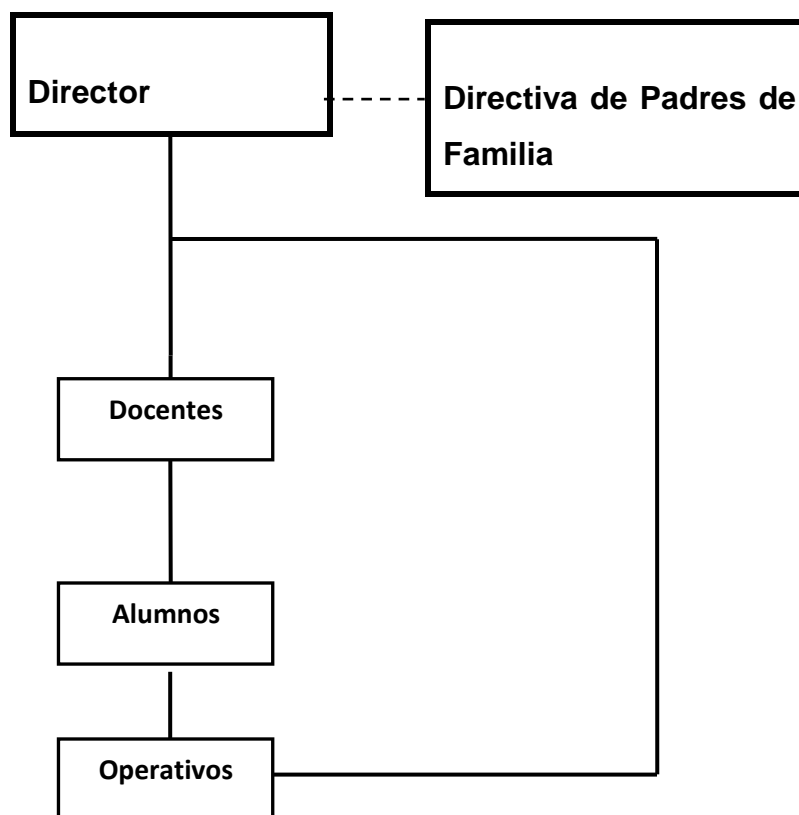 Director
Directiva de Padres de
Familia
Docentes
Alumnos
Operativos